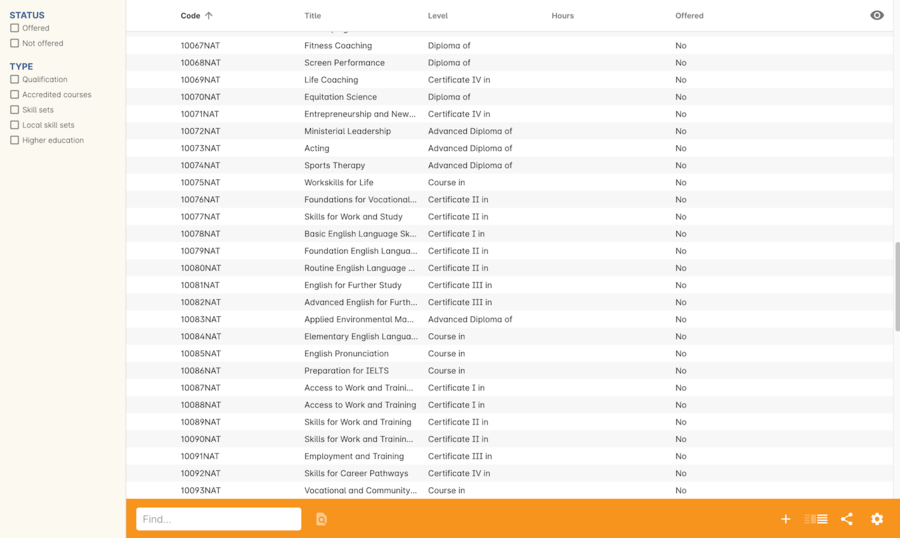 STATUS
Offered
Not offered
TYPE
Qualification
Accredited courses
Skill sets
Local skill sets
Higher education
Code Title Level Hours Offered
10067NAT Fitness Coaching Diploma of No
10068NAT Screen Performance Diploma of No
10069NAT Life Coaching Certificate IV in No
10070NAT Equitation Science Diploma of No
10071NAT Entrepreneurship and New... Certificate IV in No
10072NAT Ministerial Leadership Advanced Diploma of No
10073NAT Acting Advanced Diploma of No
10074NAT Sports Therapy Advanced Diploma of No
10075NAT Workskills for Life Course in No
10076NAT Foundations for Vocational... Certificate II in No
10077NAT Skills for Work and Study Certificate II in No
10078NAT Basic English Language Sk... Certificate I in No
10079NAT Foundation English Langua... Certificate II in No
10080NAT Routine English Language ... Certificate II in No
10081NAT English for Further Study Certificate III in No
10082NAT Advanced English for Furth... Certificate III in No
10083NAT Applied Environmental Ma... Advanced Diploma of No
10084NAT Elementary English Langua... Course in No
10085NAT English Pronunciation Course in No
10086NAT Preparation for IELTS Course in No
10087NAT Access to Work and Traini... Certificate I in No
10088NAT Access to Work and Training Certificate I in No
10089NAT Skills for Work and Training Certificate II in No
10090NAT Skills for Work and Trainin... Certificate II in No
10091NAT Employment and Training Certificate III in No
10092NAT Skills for Career Pathways Certificate IV in No
10093NAT Vocational and Community... Course in No
Find...